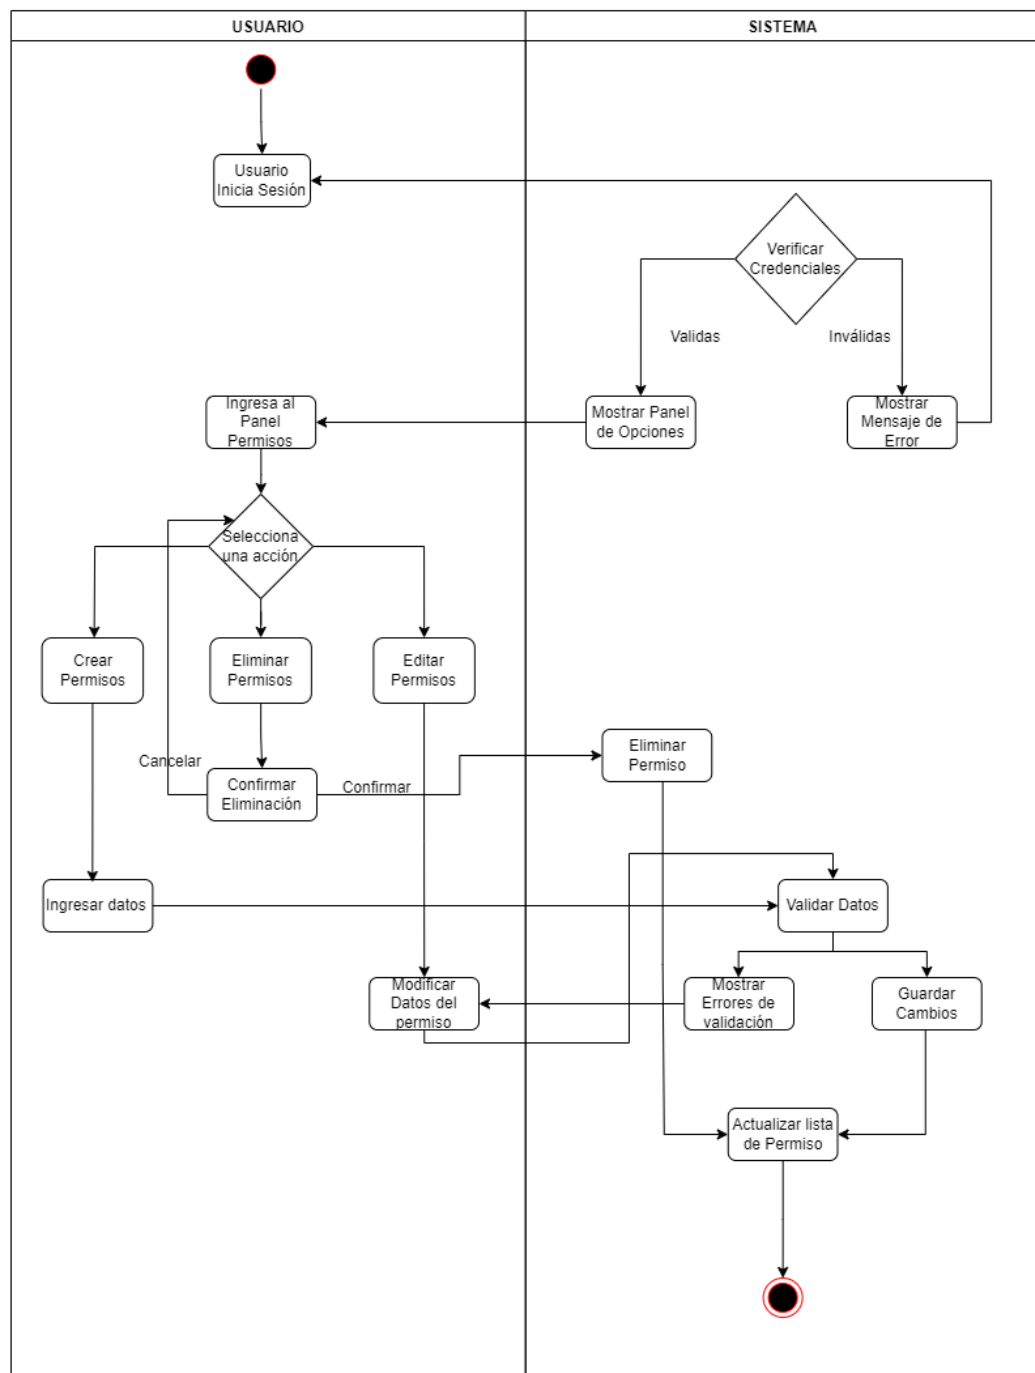 USUARIO
SISTEMA
Usuario
Inicia Sesión
Verificar
Credenciales
Validas
Inválidas
Ingresa al
Panel
Permisos
Mostrar Panel
de Opciones
Mostrar
Mensaje de
Error
Selecciona
una acción
Crear
Permisos
Eliminar
Permisos
Editar
Permisos
Eliminar
Permiso
Cancelar
Confirmar
Eliminación
Confirmar
Ingresar datos
Validar Datos
Modificar
Datos del
permiso
Mostrar
Errores de
validación
Guardar
Cambios
Actualizar lista
de Permiso